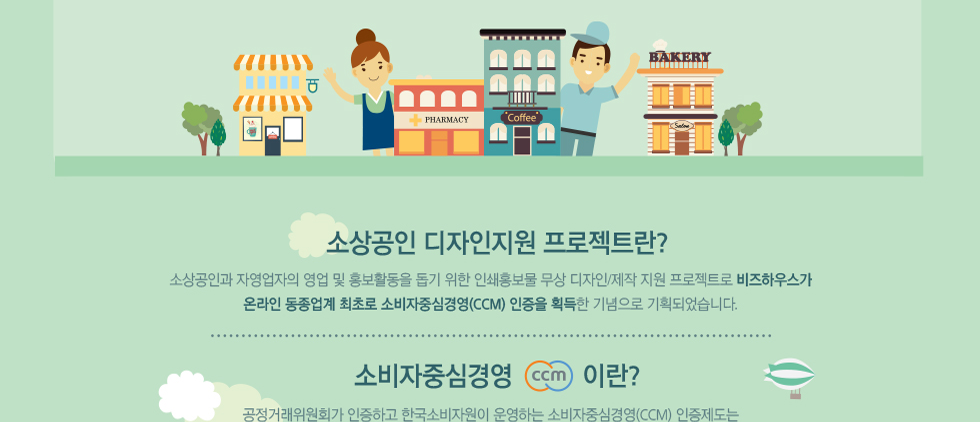 BAKERY
PHARMACY
"Coffee"
Salon
소상공인 디자인지원 프로젝트란?
소상공인과 자영업자의 영업 및 홍보활동을 돕기 위한 인쇄홍보물 무상 디자인/제작 지원 프로젝트로 비즈하우스가
온라인 동종업계 최초로 소비자중심경영(CCM) 인증을 획득한 기념으로 기획되었습니다.
소비자중심경영 ccm 이란?
공정거래위원회가 인증하고 한국소비자원이 운영하는 소비자중심경영(CCM) 인증제도는